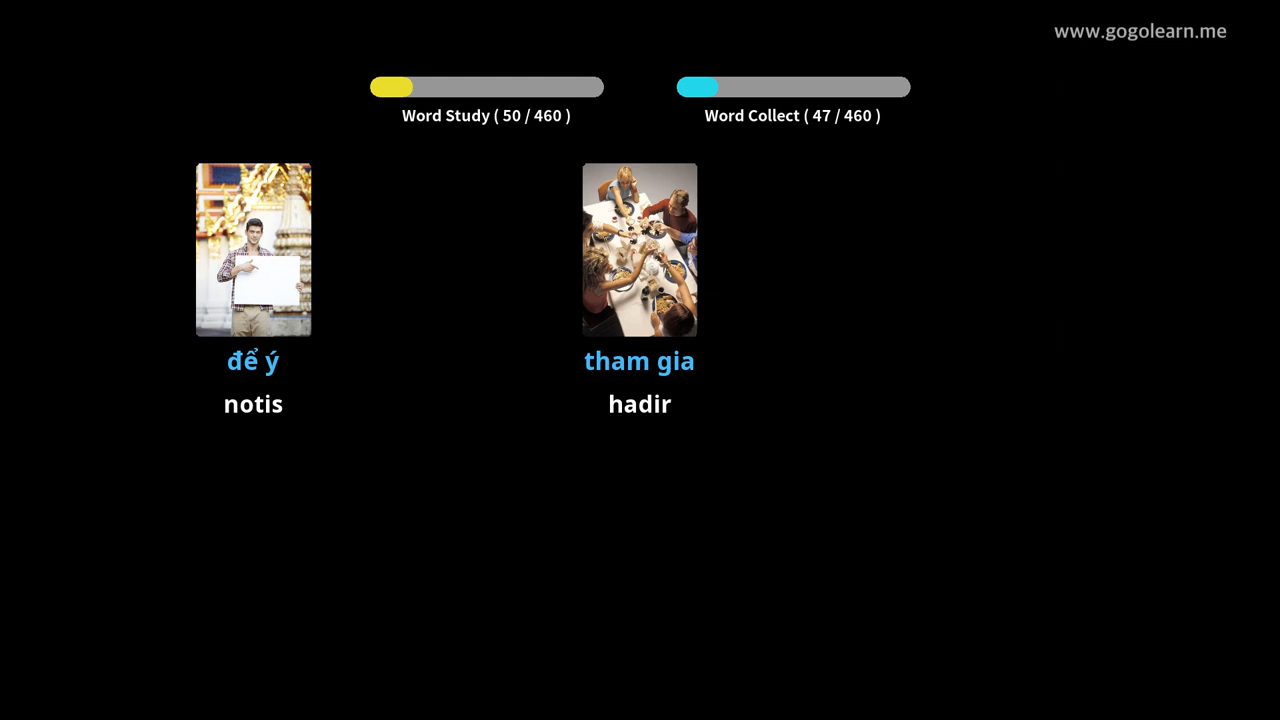 www.gogolearn.me
Word Study ( 50 / 460 )
Word Collect ( 47 / 460 )
để ý
notis
tham gia
hadir